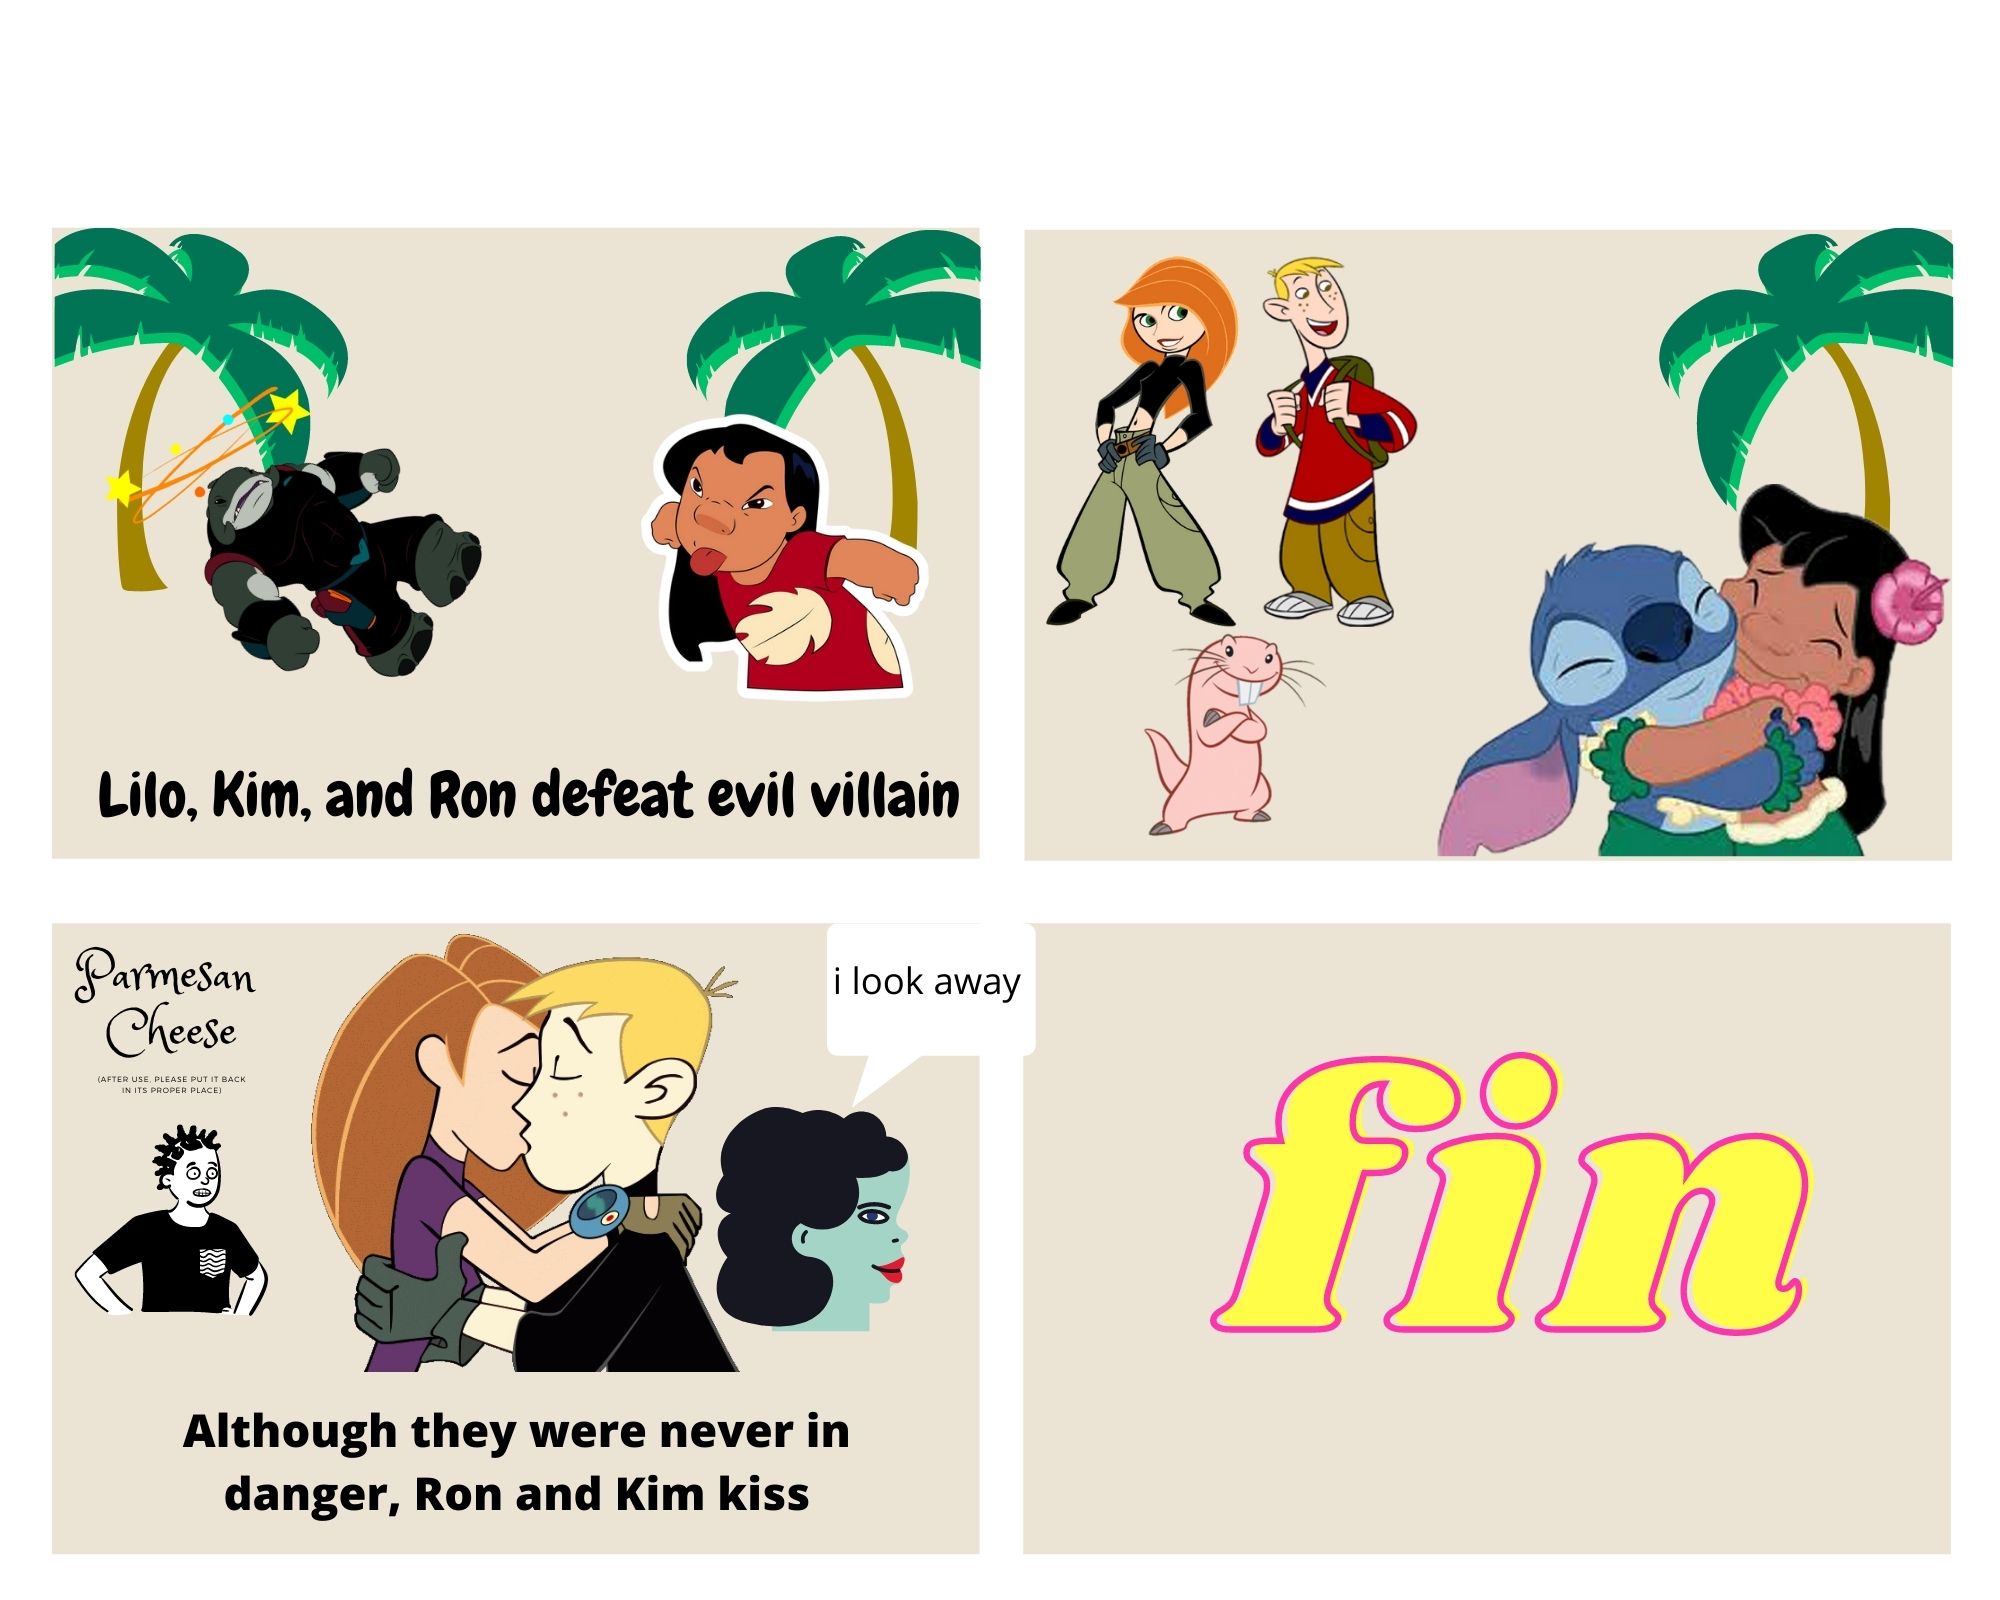 Lilo, Kim, and Ron defeat evil villain
Parmesan
Cheese
(AFTER USE, PLEASE PUT IT BACK
IN ITS PROPER PLACE)
i look away
Although they were never in
danger, Ron and Kim kiss
fin